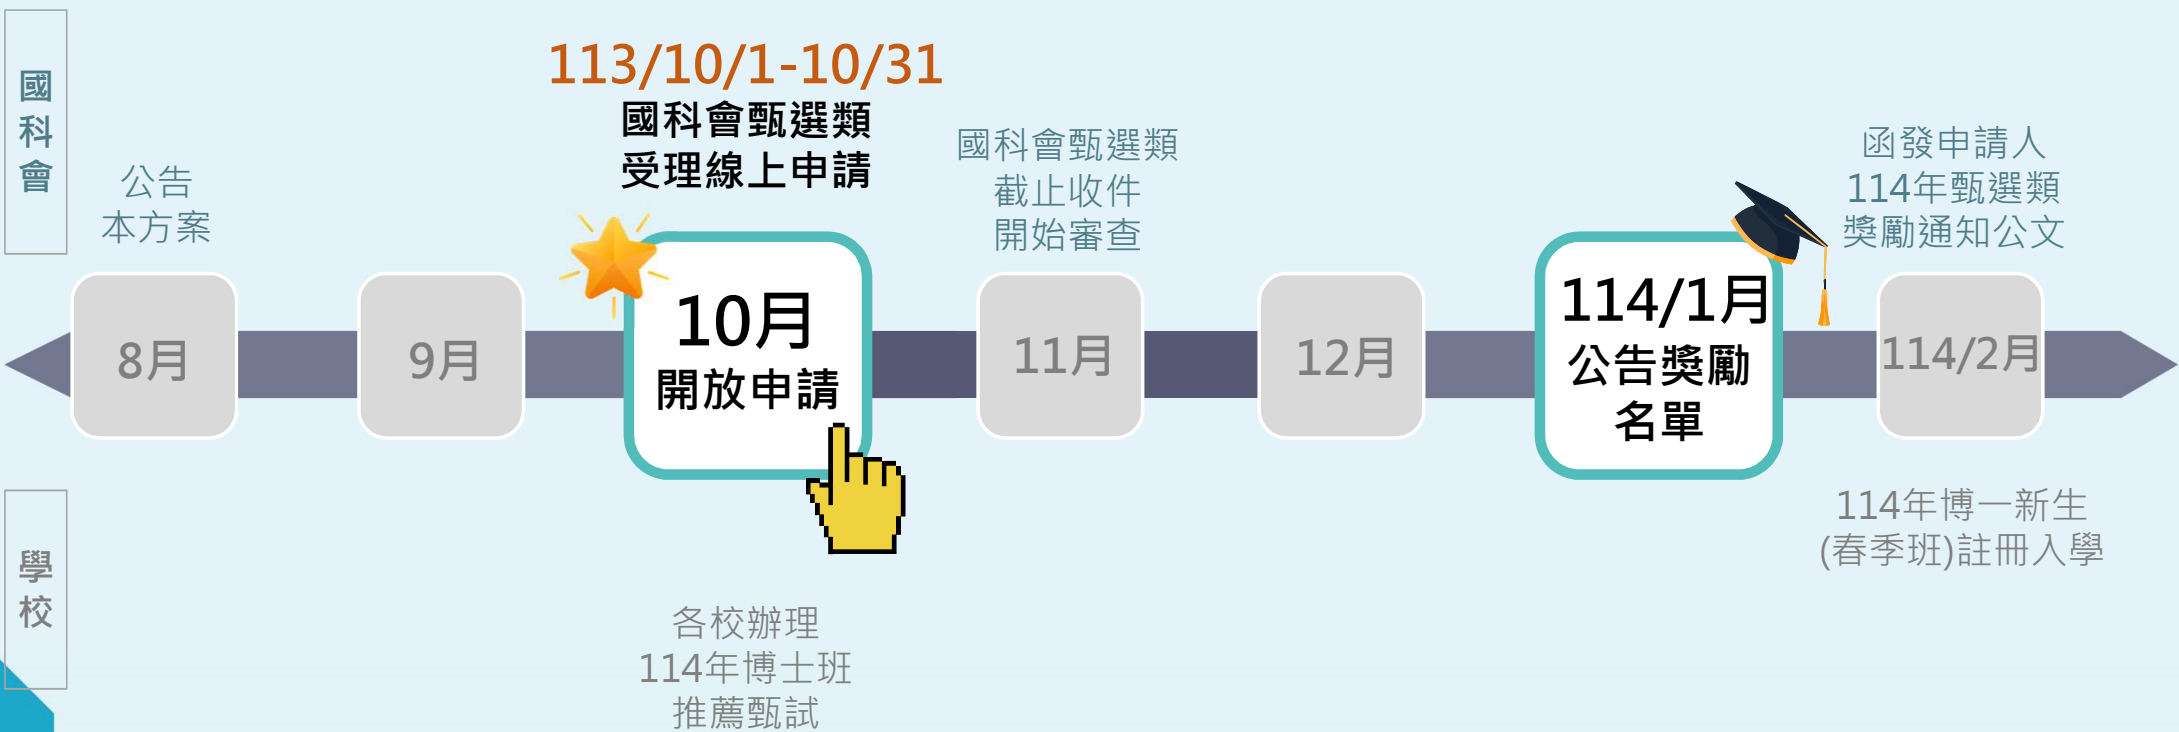 國科會
公告
本方案
113/10/1-10/31
國科會甄選類
受理線上申請
國科會甄選類
截止收件
開始審查
函發申請人
114年甄選類
獎勵通知公文
8月
9月
10月
開放申請
11月
12月
114/1月
公告獎勵
名單
114/2月
學校
各校辦理
114年博士班
推薦甄試
114年博一新生
(春季班)註冊入學